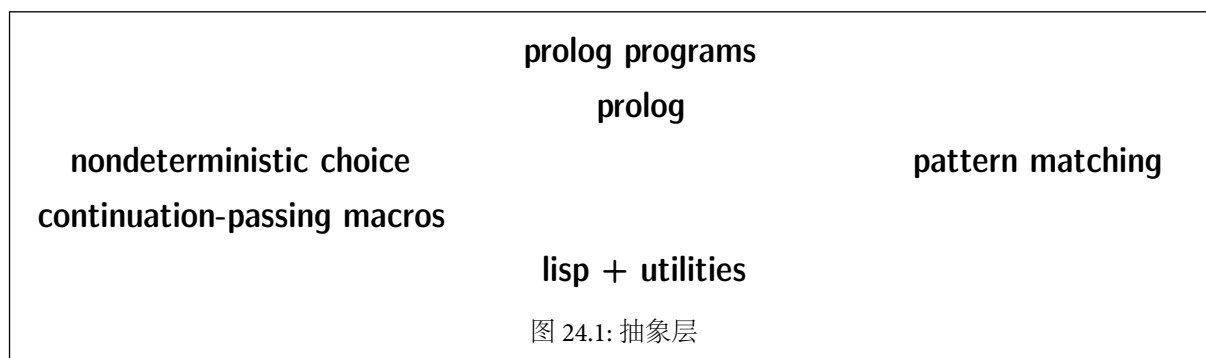 prolog programs
prolog
nondeterministic choice pattern matching
continuation-passing macros
lisp + utilities
图 24.1: 抽象层